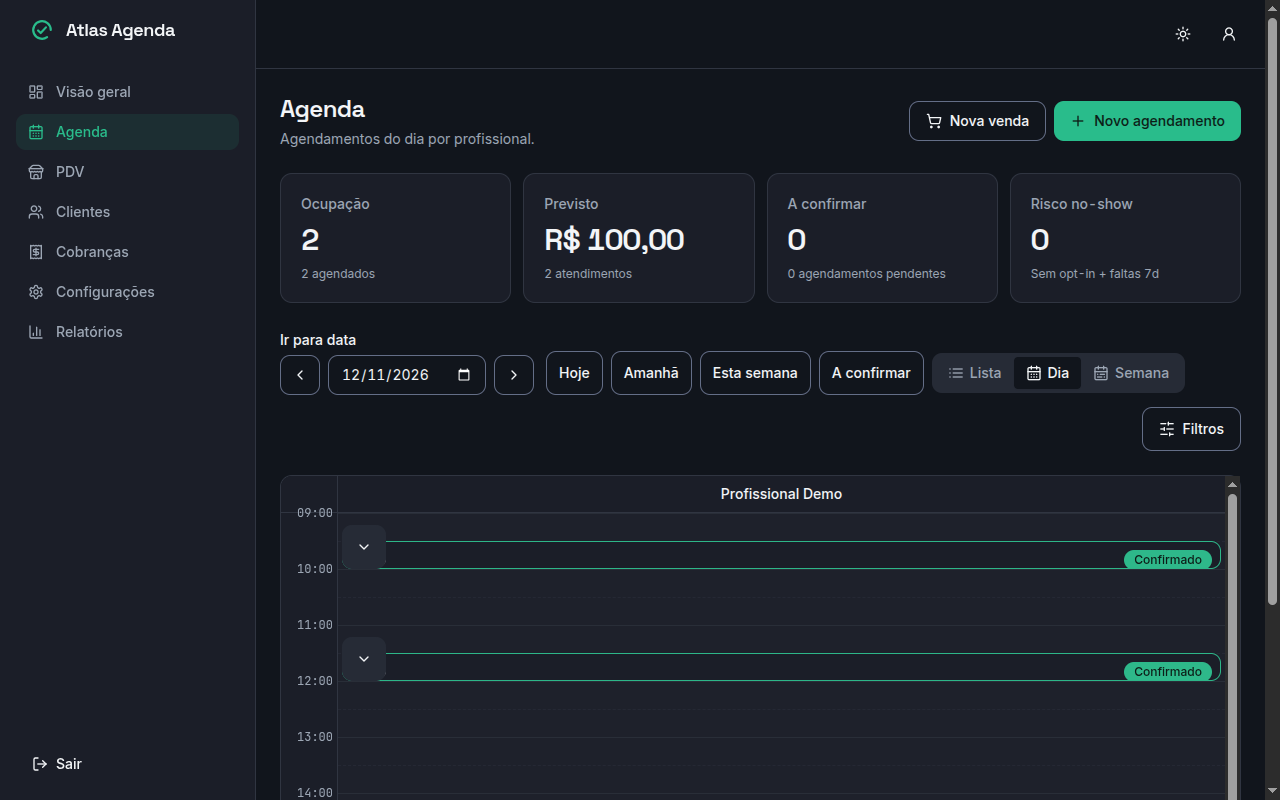 Atlas Agenda
Visão geral
Agenda
PDV
Clientes
Cobranças
Configurações
Relatórios
Sair
Agenda
Agendamentos do dia por profissional.
Nova venda
Novo agendamento
Ocupação
2
2 agendados
Previsto
R$ 100,00
2 atendimentos
A confirmar
0
0 agendamentos pendentes
Risco no-show
0
Sem opt-in + faltas 7d
Ir para data
12/11/2026
Hoje
Amanhã
Esta semana
A confirmar
Lista
Dia
Semana
Filtros
Profissional Demo
09:00
Confirmado
10:00
11:00
Confirmado
12:00
13:00
14:00